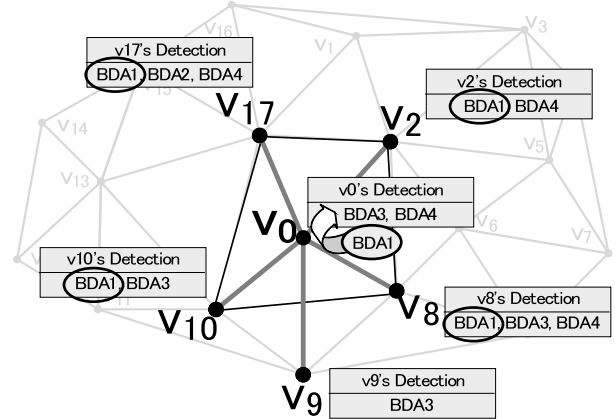 v16
v3
v1
v17's Detection
BDA1, BDA2, BDA4
v15
v2's Detection
BDA1, BDA4
v17
v2
v14
v5
v13
v0's Detection
BDA3, BDA4
BDA1
v0
v6
v7
v10's Detection
BDA1, BDA3
v10
v8
v8's Detection
BDA1, BDA3, BDA4
v9
v9's Detection
BDA3